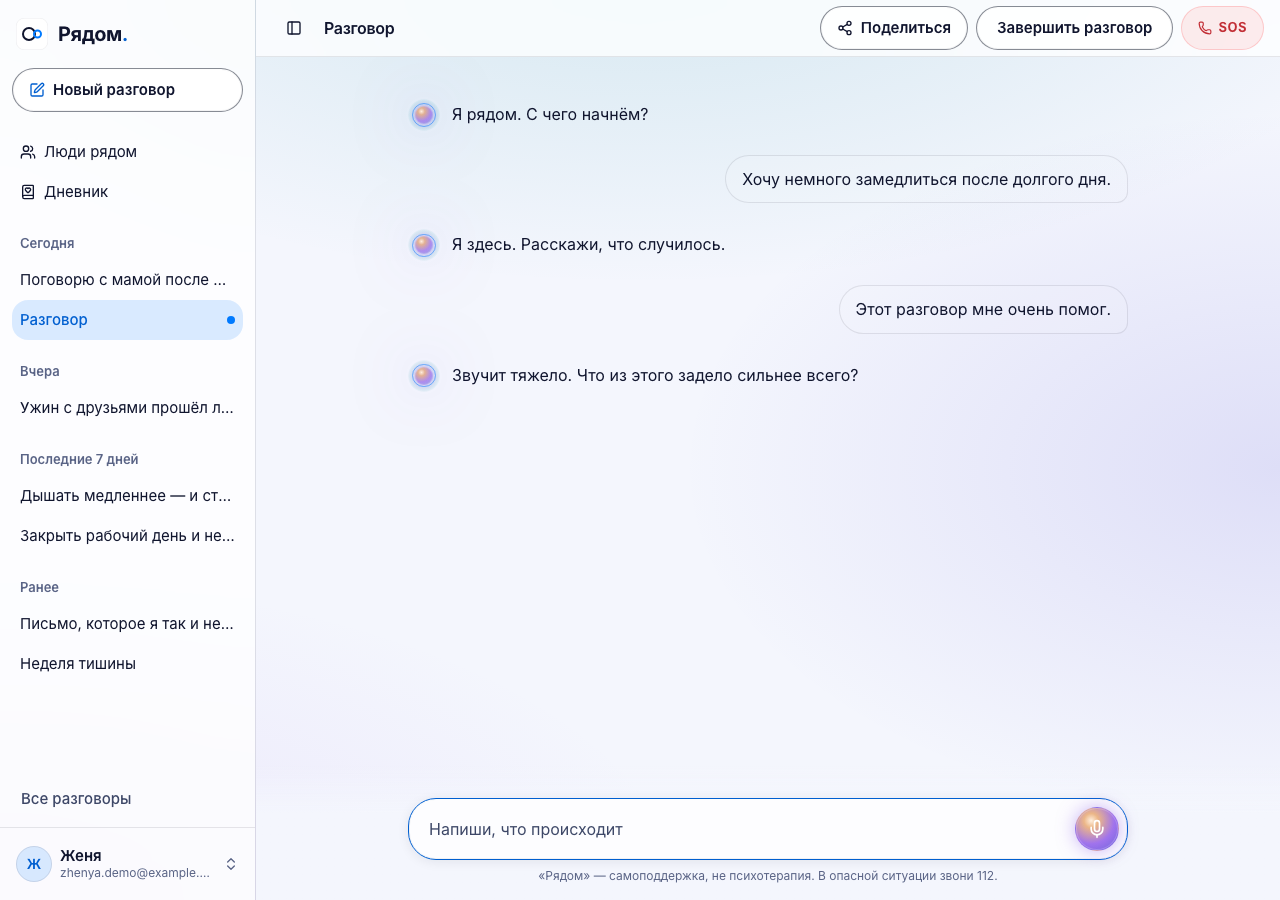 Рядом.
Новый разговор
Люди рядом
Дневник
Сегодня
Поговорю с мамой после ...
Разговор
Вчера
Ужин с друзьями прошёл л...
Последние 7 дней
Дышать медленнее — и ст...
Закрыть рабочий день и не...
Ранее
Письмо, которое я так и не...
Неделя тишины
Все разговоры
Ж
Женя
zhenya.demo@example....
Разговор
Поделиться
Завершить разговор
SOS
Я рядом. С чего начнём?
Хочу немного замедлиться после долгого дня.
Я здесь. Расскажи, что случилось.
Этот разговор мне очень помог.
Звучит тяжело. Что из этого задело сильнее всего?
Напиши, что происходит
«Рядом» — самоподдержка, не психотерапия. В опасной ситуации звони 112.